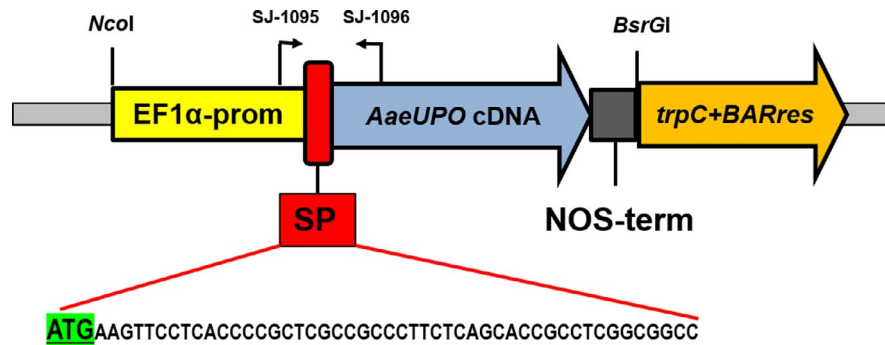 SJ-1095 SJ-1096
NcoI BsrGI
EF1α-prom AaeUPO cDNA trpC+BARres
SP NOS-term
ATGAAGTTCCTCACCCCGCTCGCCGCCCTTCTCAGCACCGCCTCGGCGGCC